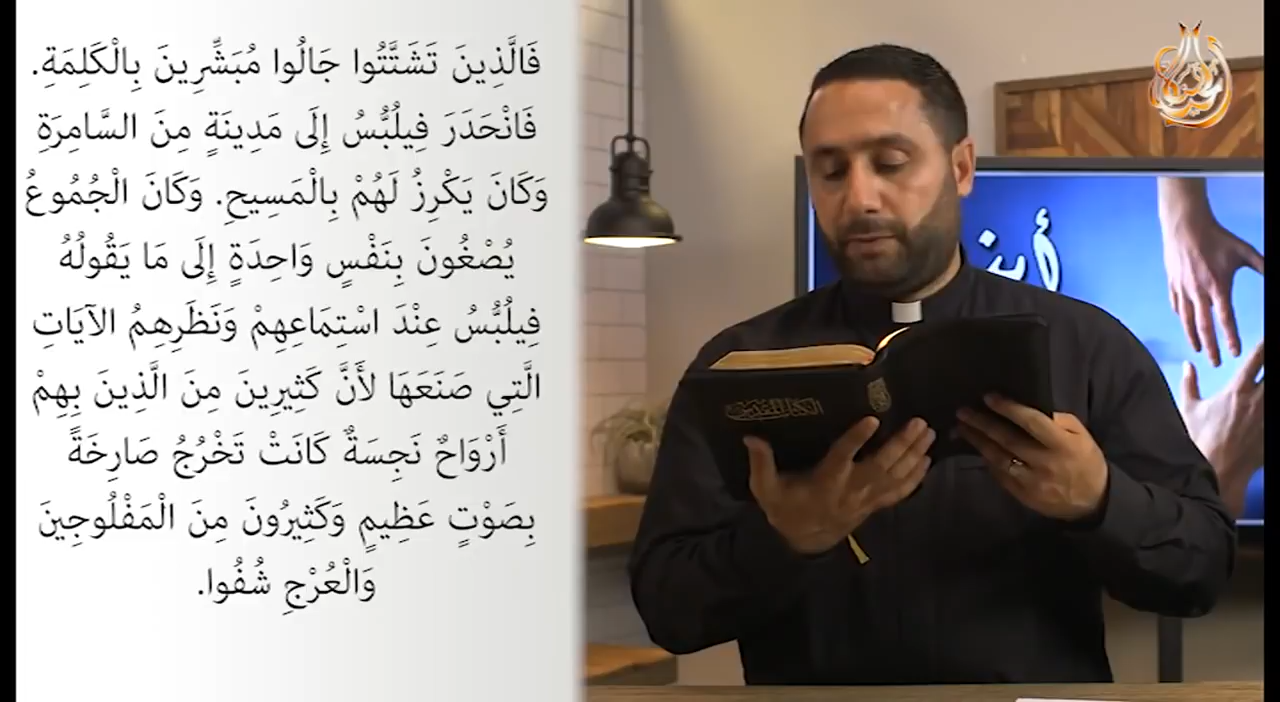 فَالَّذِينَ تَشَتَّتُوا جَالُوا مُبَشِّرِينَ بِالْكَلِمَةِ.
فَانْحَدَرَ فِيلُبُّسُ إِلَى مَدِينَةٍ مِنَ السَّامِرَةِ
وَكَانَ يَكْرِزُ لَهُمْ بِالْمَسِيحِ. وَكَانَ الْجُمُوعُ
يُصْغُونَ بِنَفْسٍ وَاحِدَةٍ إِلَى مَا يَقُولُهُ
فِيلُبُّسُ عِنْدَ اسْتِمَاعِهِمْ وَنَظَرِهِمُ الآيَاتِ
الَّتِي صَنَعَهَا لأَنَّ كَثِيرِينَ مِنَ الَّذِينَ بِهِمْ
أَرْوَاحٌ نَجِسَةٌ كَانَتْ تَخْرُجُ صَارِخَةً
بِصَوْتٍ عَظِيمٍ وَكَثِيرُونَ مِنَ الْمَفْلُوجِينَ
وَالْعُرْجِ شُفُوا.
الكتاب المقدس